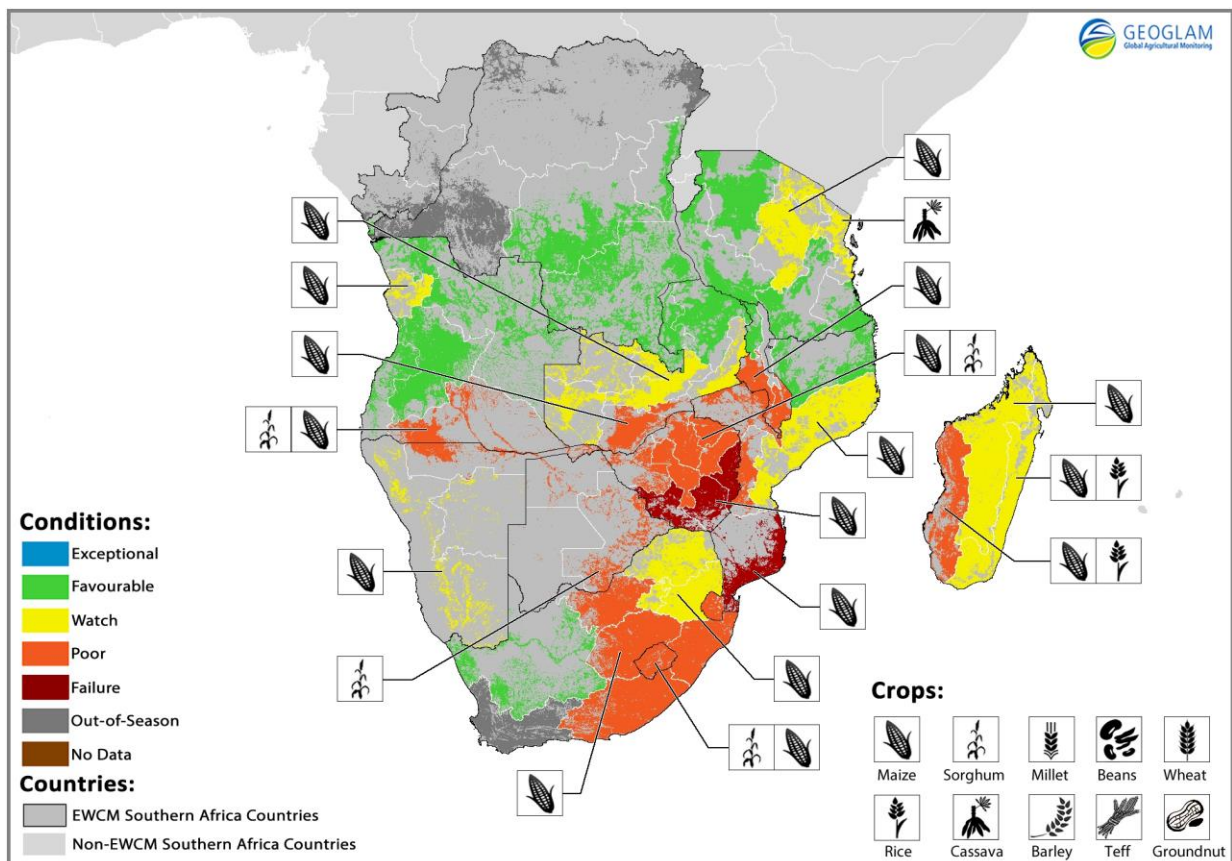 GEOGLAM
Global Agricultural Monitoring
Conditions:
Exceptional
Favourable
Watch
Poor
Failure
Out-of-Season
No Data
Countries:
EWCM Southern Africa Countries
Non-EWCM Southern Africa Countries
Crops:
Maize
Sorghum
Millet
Beans
Wheat
Rice
Cassava
Barley
Teff
Groundnut